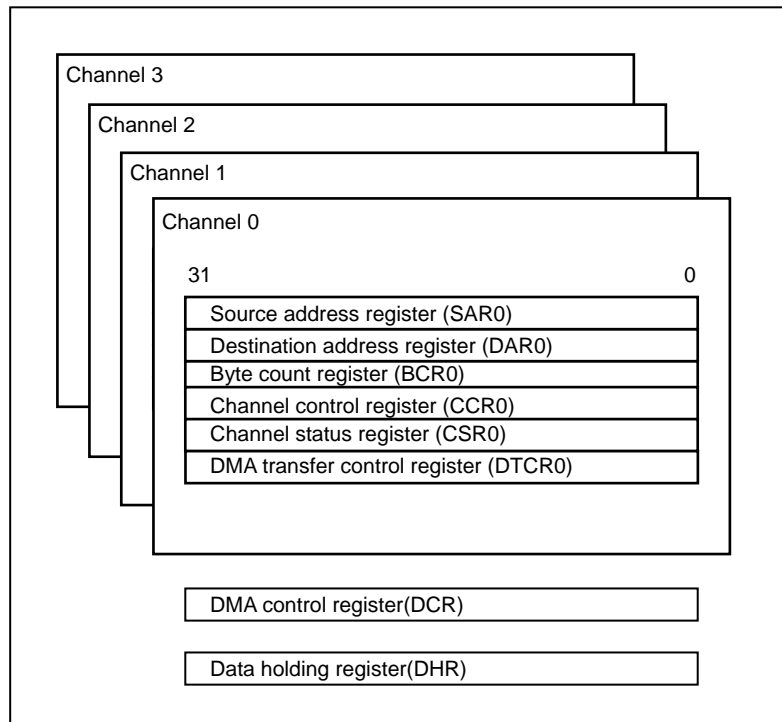 Channel 3
Channel 2
Channel 1
Channel 0
31 0
Source address register (SAR0)
Destination address register (DAR0)
Byte count register (BCR0)
Channel control register (CCR0)
Channel status register (CSR0)
DMA transfer control register (DTCR0)
DMA control register(DCR)
Data holding register(DHR)